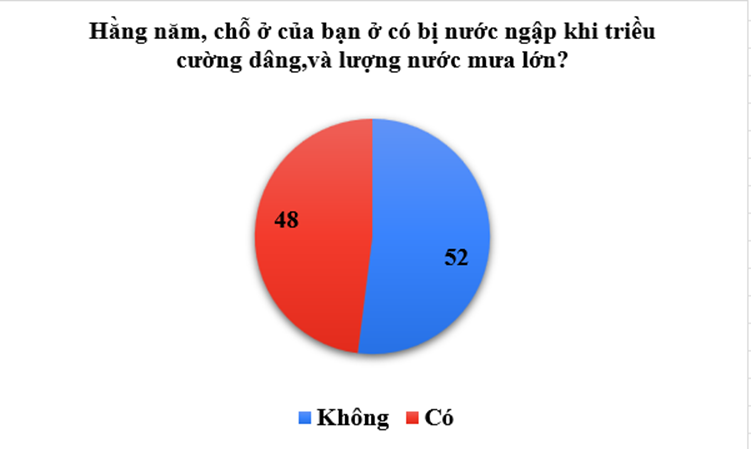 Hằng năm, chỗ ở của bạn ở có bị nước ngập khi triều
cường dâng,và lượng nước mưa lớn?
48
52
Không Có